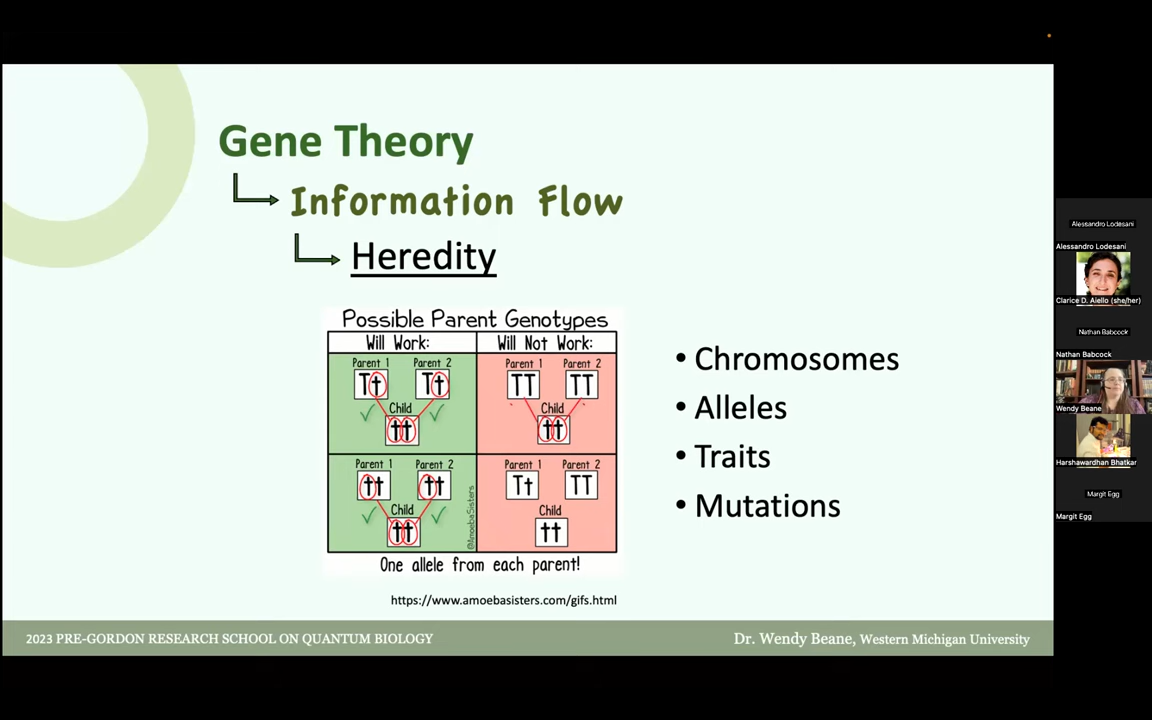 Gene Theory
Information Flow
Heredity
Possible Parent Genotypes
Will Work:
Will Not Work:
Parent 1
Parent 2
Tt
Tt
Child
tt
Parent 1
Parent 2
TT
TT
Child
tt
Parent 1
Parent 2
tt
tt
Child
tt
@AmoebaSisters
Parent 1
Parent 2
Tt
TT
Child
tt
One allele from each parent!
https://www.amoebasisters.com/gifs.html
• Chromosomes
• Alleles
• Traits
• Mutations
2023 PRE-GORDON RESEARCH SCHOOL ON QUANTUM BIOLOGY
Dr. Wendy Beane, Western Michigan University
Alessandro Lodesani
Alessandro Lodesani
Clarice D. Aiello (she/her)
Nathan Babcock
Nathan Babcock
Wendy Beane
Harshawardhan Bhatkar
Margit Egg
Margit Egg